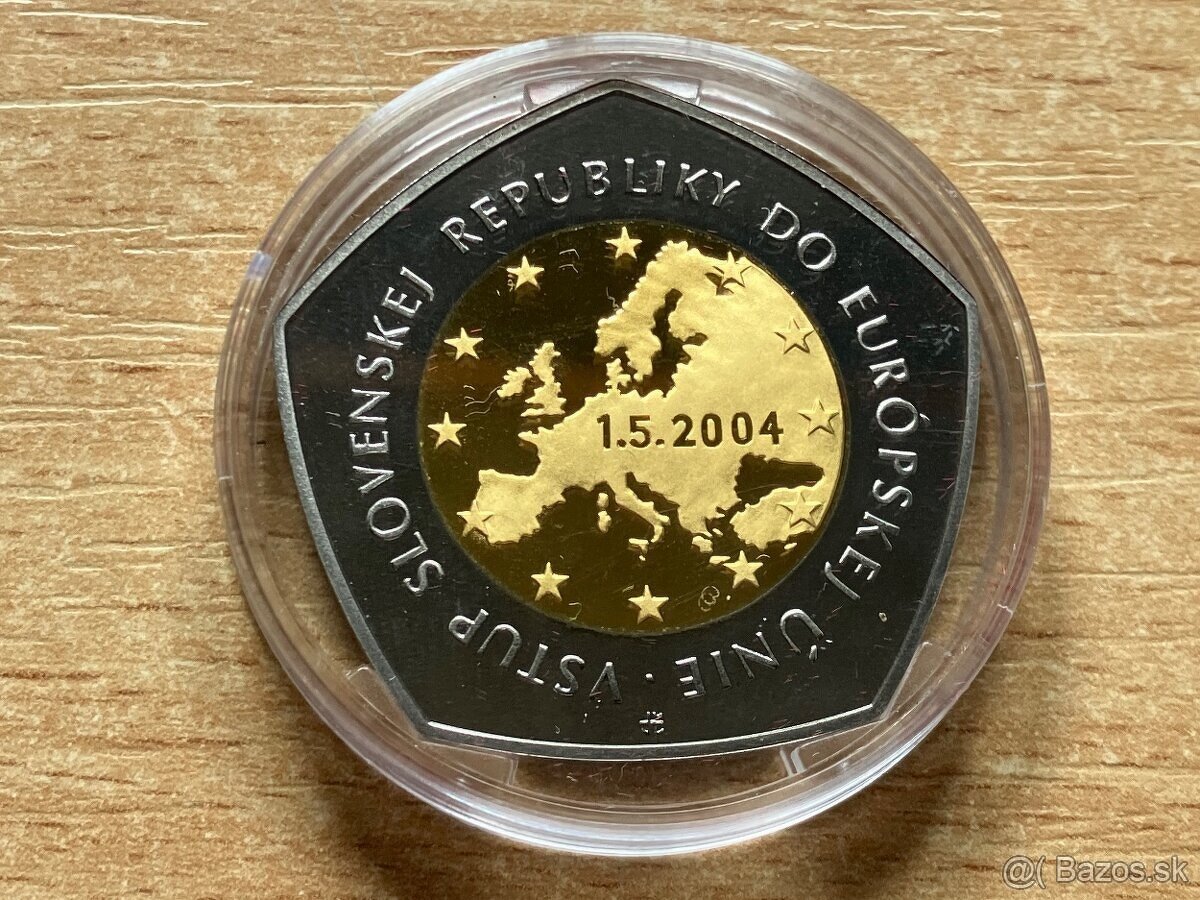 VSTUP SLOVENSKEJ REPUBLIKY DO EURÓPSKEJ ÚNIE ·
1.5.2004
@( Bazos.sk